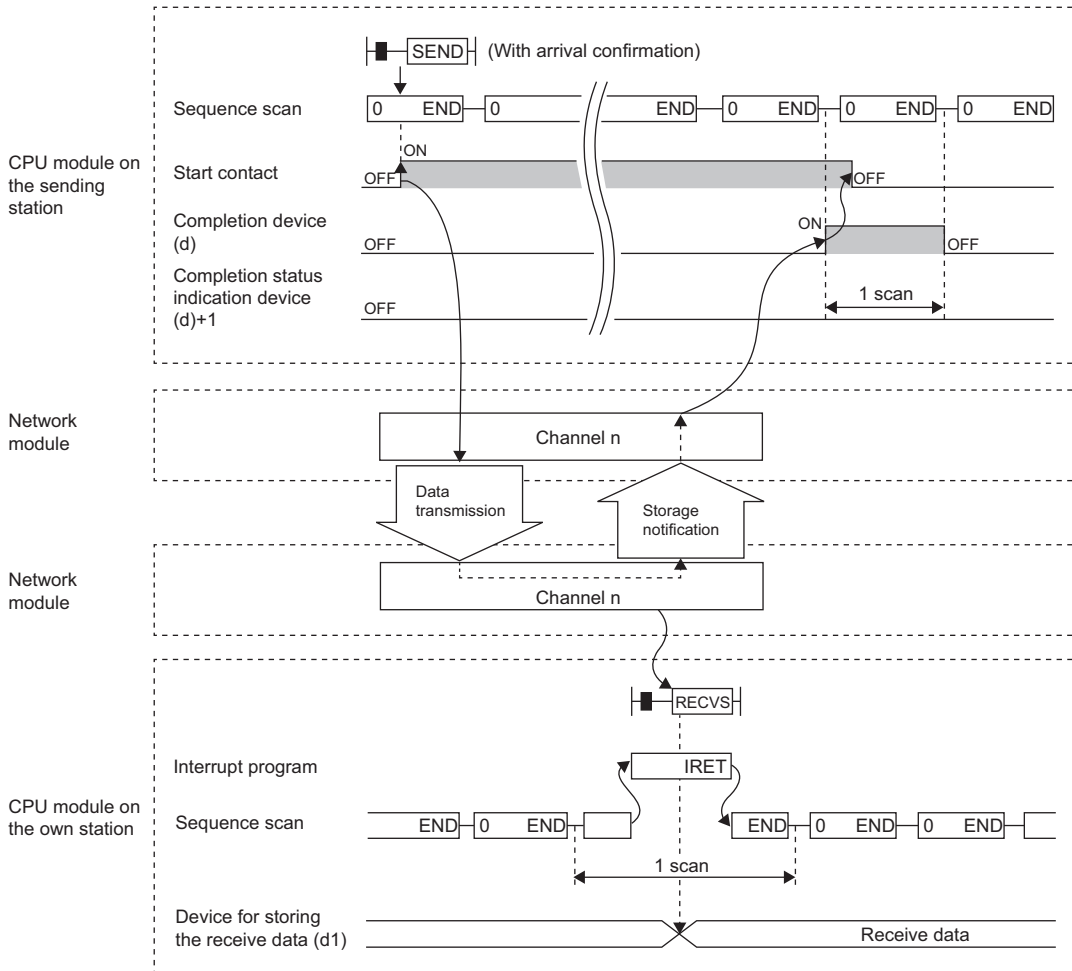 SEND (With arrival confirmation)
Sequence scan
0 END 0 END 0 END 0 END 0 END
CPU module on
the sending
station
Start contact
OFF ON OFF
Completion device
(d)
OFF ON OFF
Completion status
indication device
(d)+1
OFF
1 scan
Network
module
Channel n
Data
transmission
Storage
notification
Network
module
Channel n
RECVS
Interrupt program
IRET
CPU module on
the own station
Sequence scan
END 0 END END 0 END 0 END
1 scan
Device for storing
the receive data (d1)
Receive data